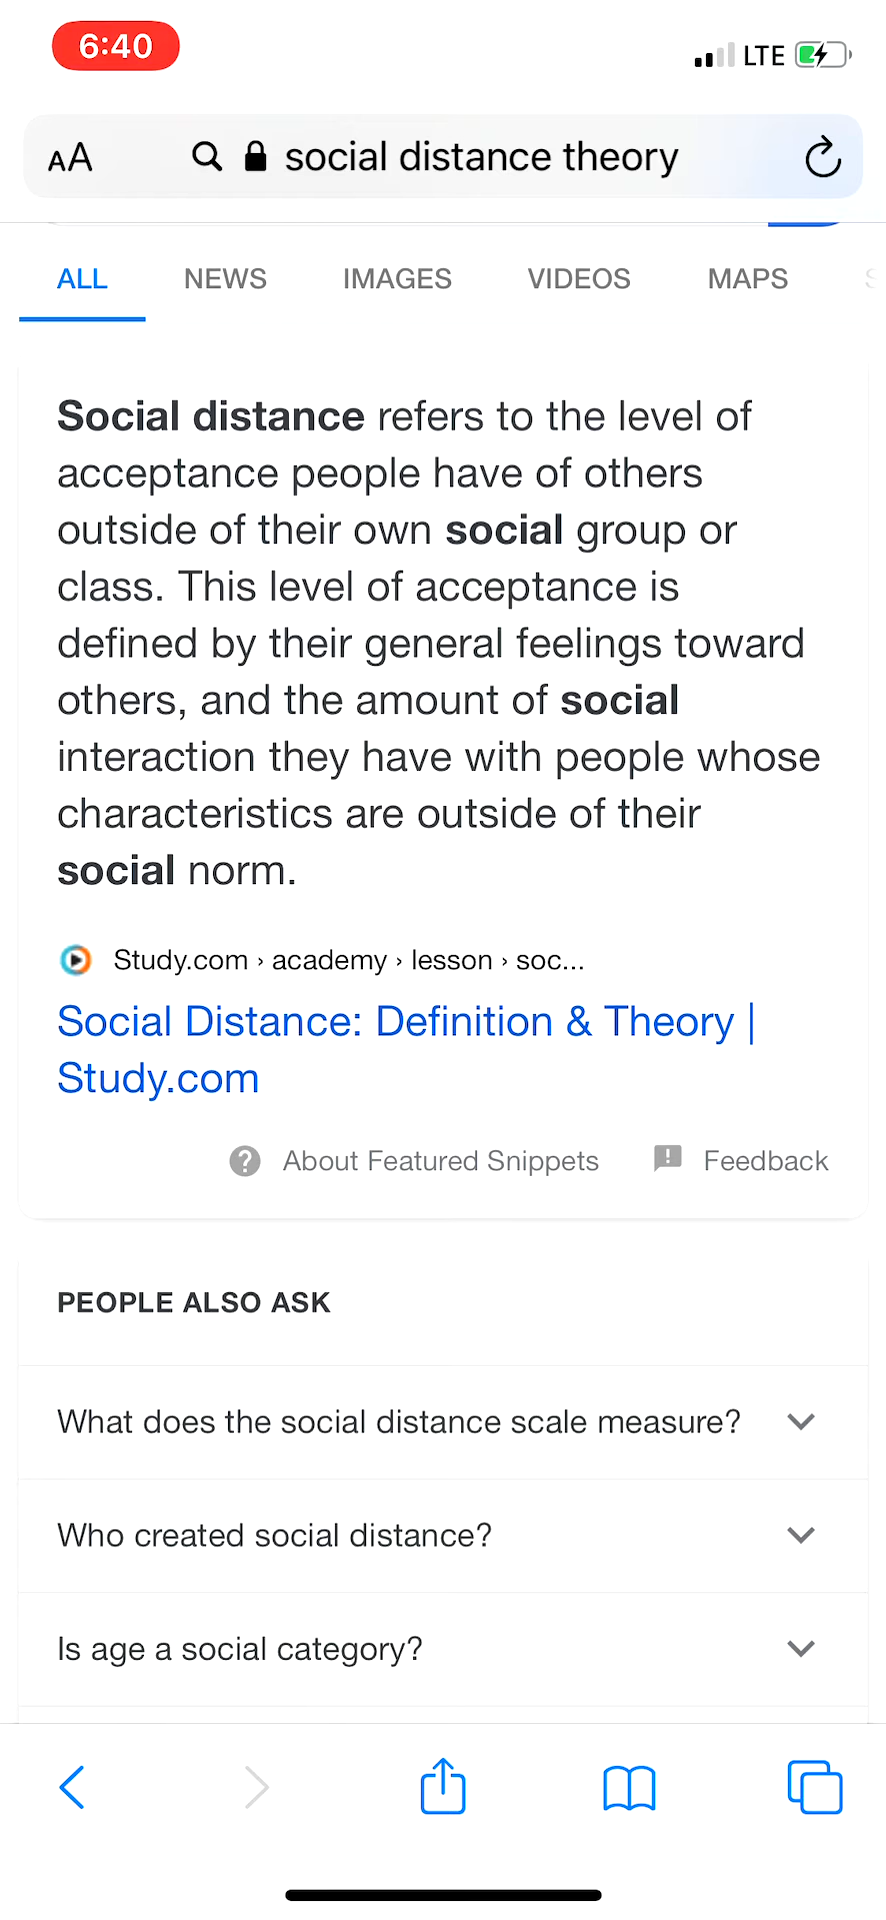 6:40
LTE
AA social distance theory
ALL NEWS IMAGES VIDEOS MAPS S
Social distance refers to the level of
acceptance people have of others
outside of their own social group or
class. This level of acceptance is
defined by their general feelings toward
others, and the amount of social
interaction they have with people whose
characteristics are outside of their
social norm.
Study.com › academy › lesson › soc...
Social Distance: Definition & Theory |
Study.com
? About Featured Snippets ! Feedback
PEOPLE ALSO ASK
What does the social distance scale measure?
Who created social distance?
Is age a social category?